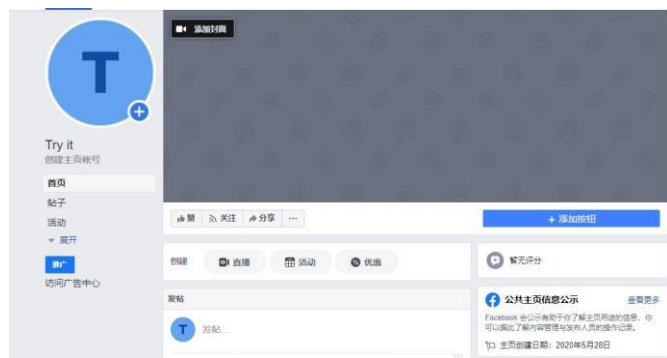 添加封面
T
Try it
创建主页帐号
首页
帖子
活动
展开
推广
访问广告中心
赞 关注 分享 ...
+ 添加按钮
创建 直播 活动 优惠
暂无评分
发帖
T 发帖...
公共主页信息公示 查看更多
Facebook 会公示有助于你了解主页用途的信息。你
可以据此了解内容管理与发布人员的操作记录。
主页创建日期：2020年5月28日